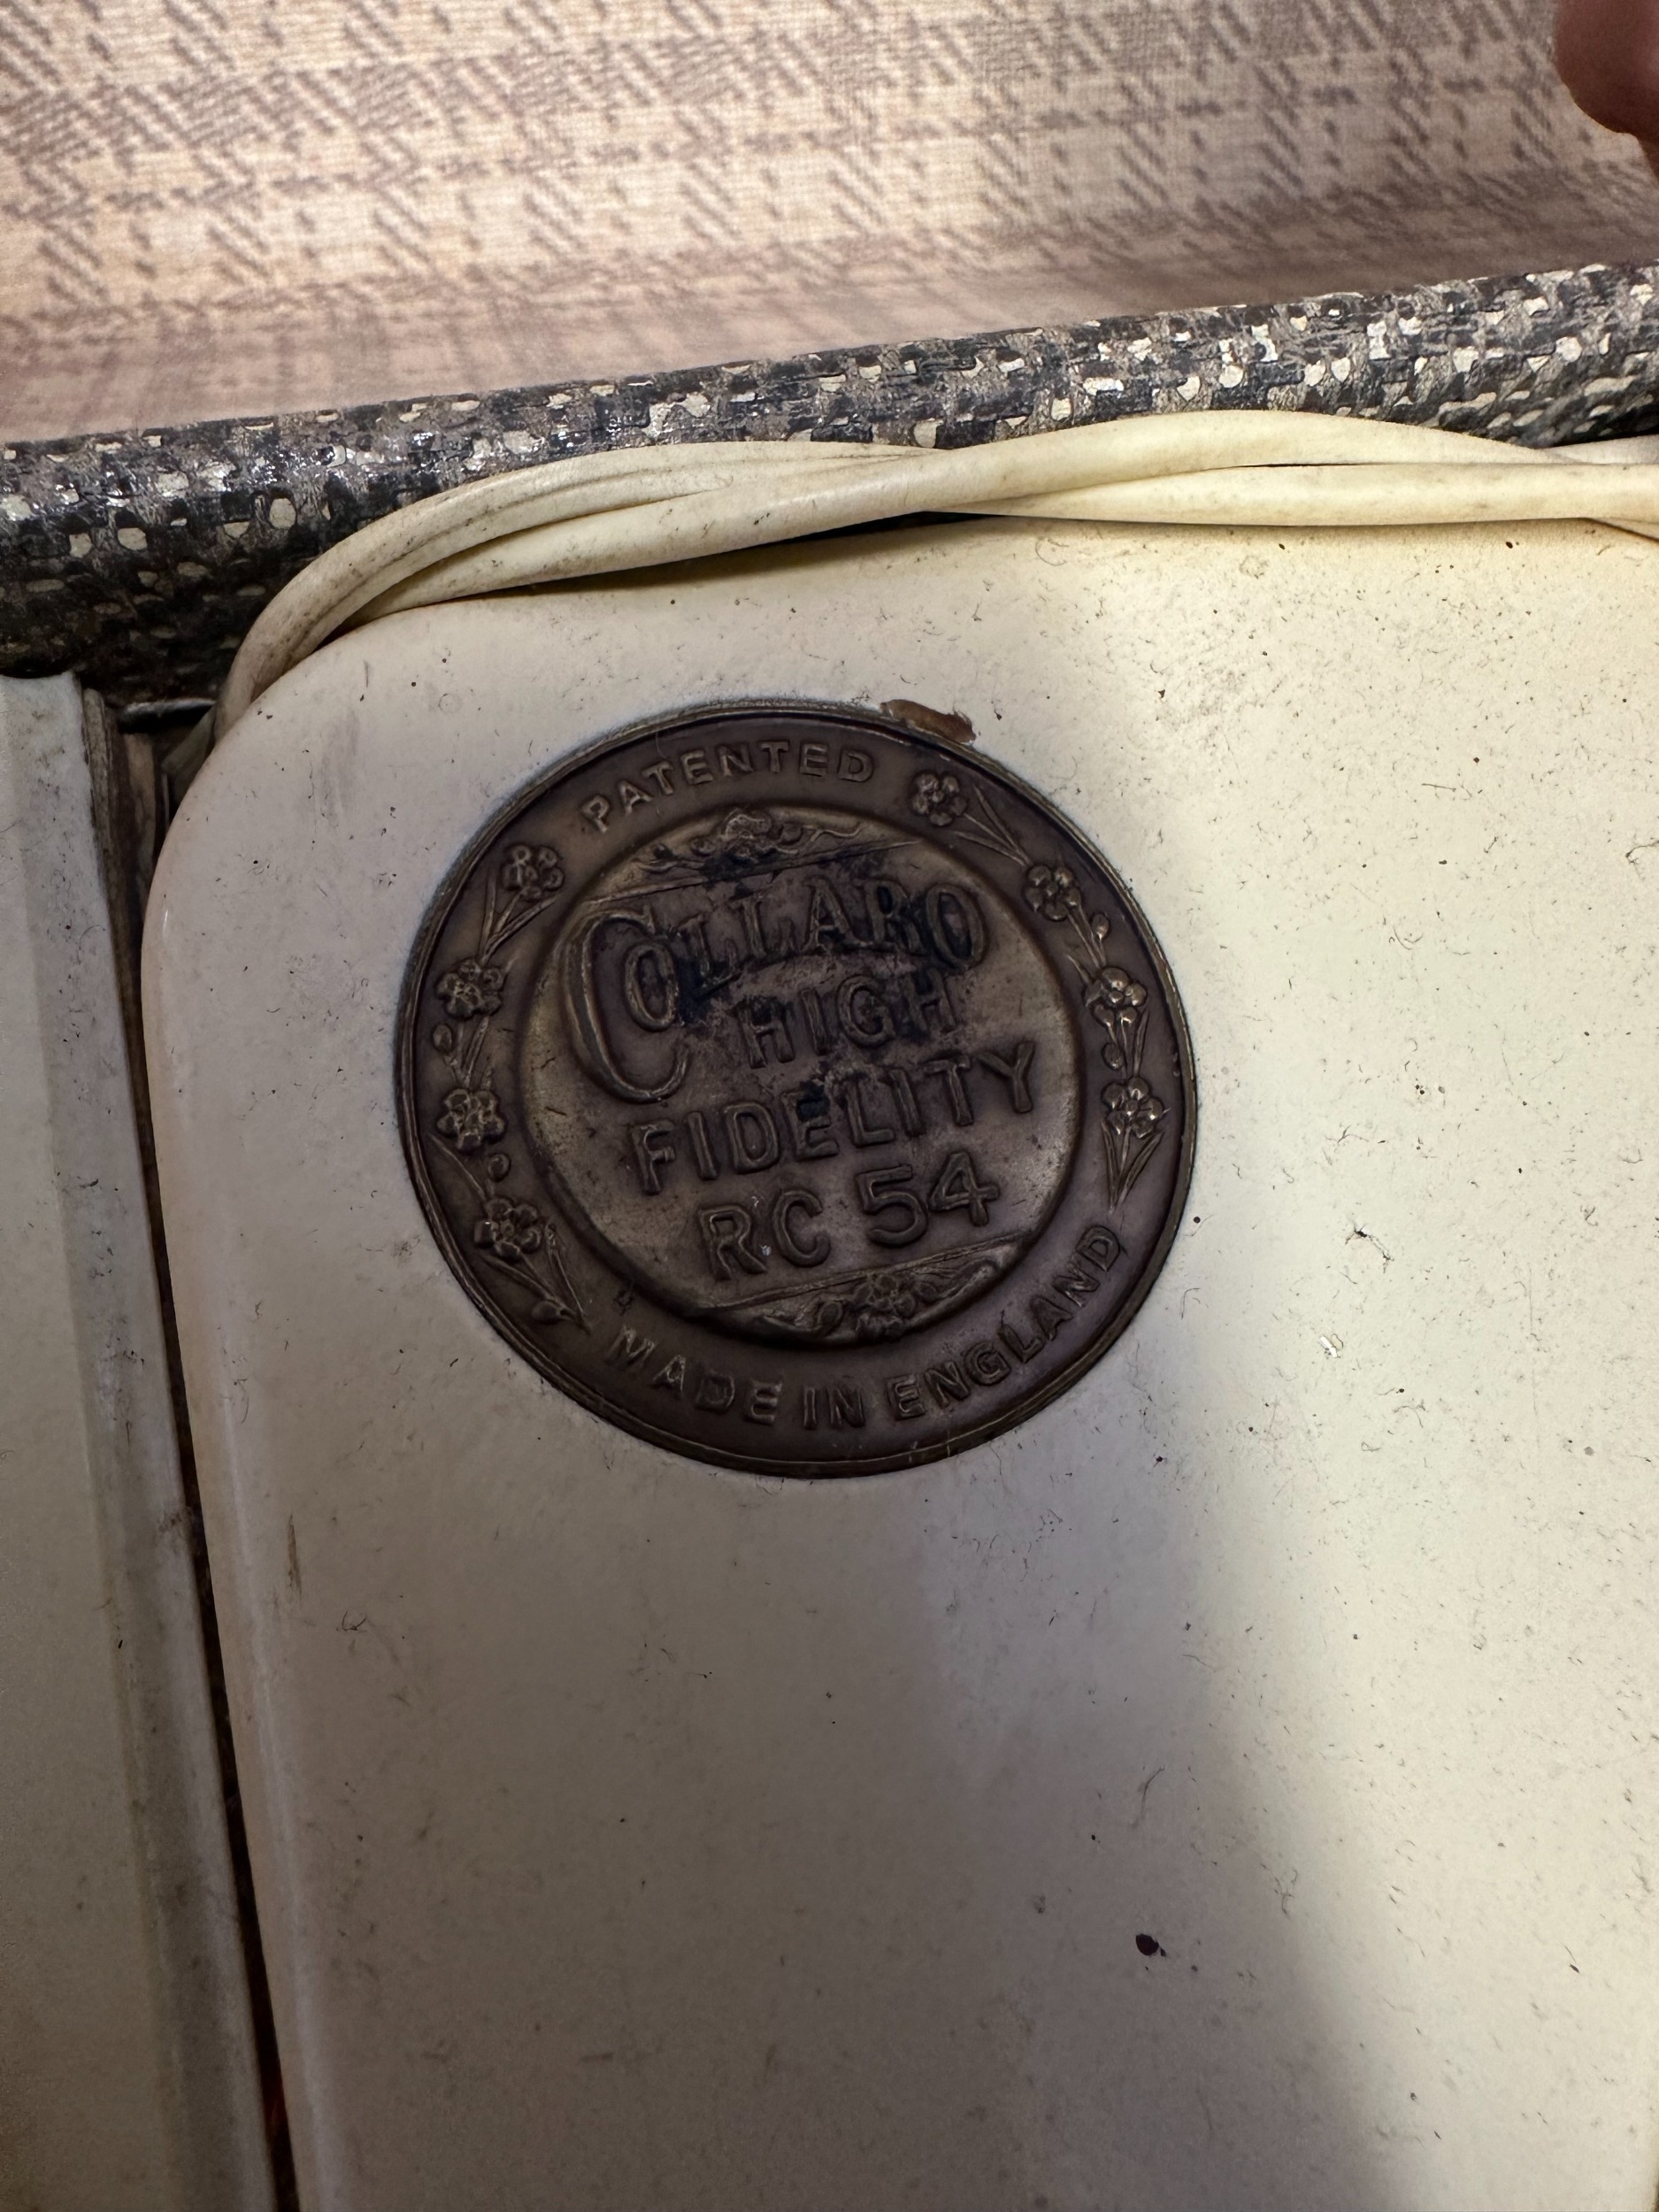 PATENTED
COLLARO
HIGH
FIDELITY
RC 54
MADE IN ENGLAND